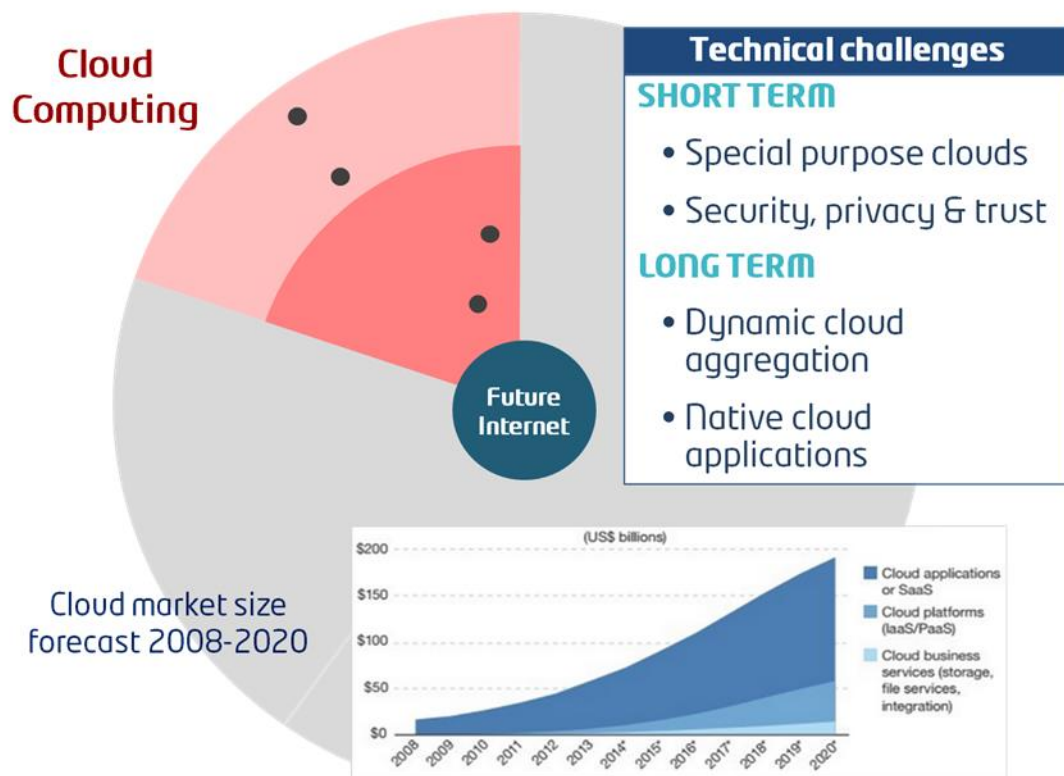 Cloud
Computing
Technical challenges
SHORT TERM
• Special purpose clouds
• Security, privacy & trust
LONG TERM
• Dynamic cloud
aggregation
• Native cloud
applications
Future
Internet
Cloud market size
forecast 2008-2020
(US$ billions)
$200
$150
$100
$50
$0
2008
2009
2010
2011
2012
2013
2014*
2015*
2016*
2017*
2018*
2019*
2020*
Cloud applications
or SaaS
Cloud platforms
(IaaS/PaaS)
Cloud business
services (storage,
file services,
integration)